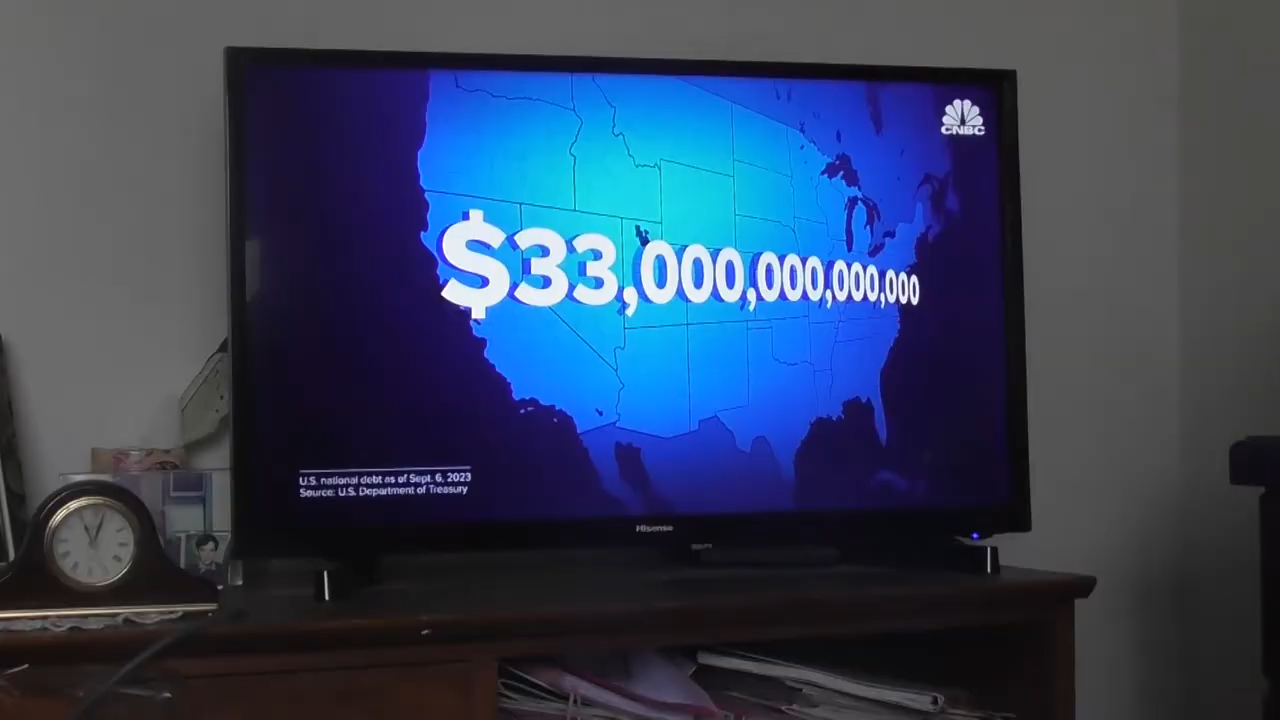 CNBC
$33,000,000,000,000
U.S. national debt as of Sept. 6, 2023
Source: U.S. Department of Treasury
Hisense